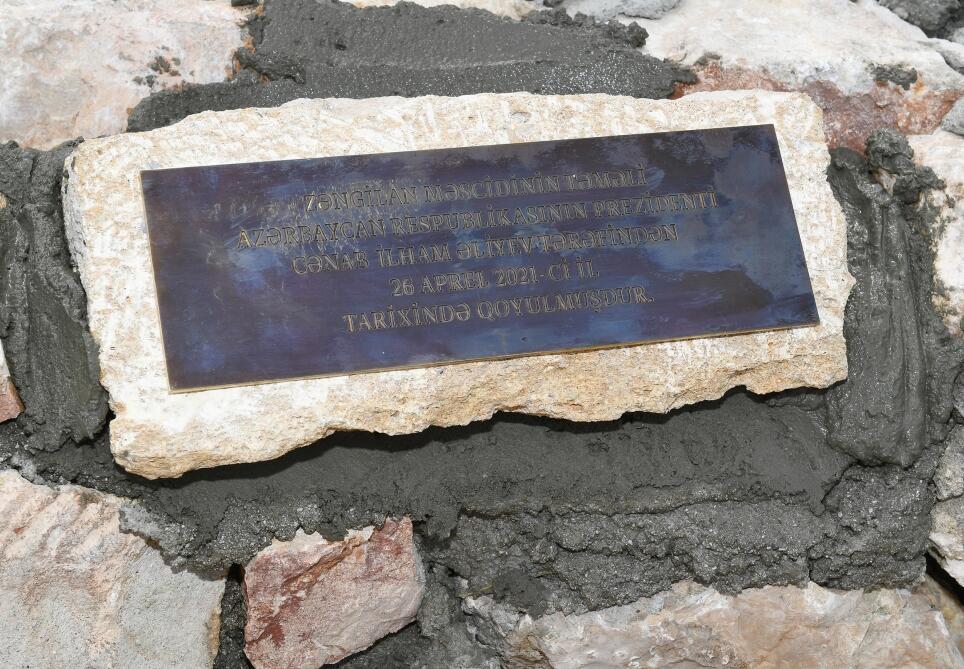 ZƏNGİLAN MƏSCİDİNİN TƏMƏLİ
AZƏRBAYCAN RESPUBLİKASININ PREZİDENTİ
CƏNAB İLHAM ƏLİYEV TƏRƏFİNDƏN
26 APREL 2021-Cİ İL
TARİXİNDƏ QOYULMUŞDUR.